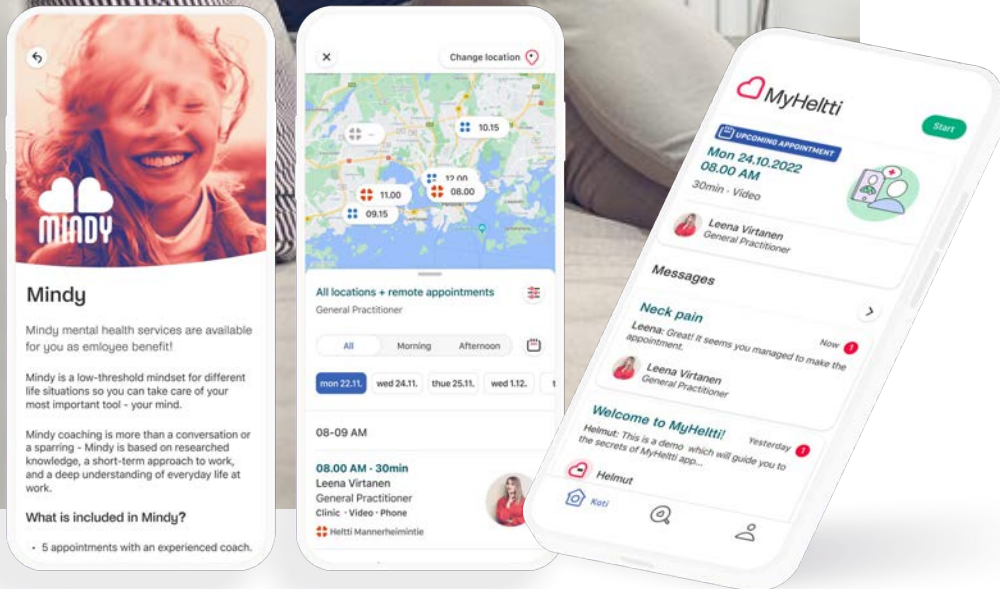 MINDY
Mindy
Mindy mental health services are available
for you as emloyee benefit!
Mindy is a low-threshold mindset for different
life situations so you can take care of your
most important tool - your mind.
Mindy coaching is more than a conversation or
a sparring - Mindy is based on researched
knowledge, a short-term approach to work,
and a deep understanding of everyday life at
work.
What is included in Mindy?
• 5 appointments with an experienced coach.
Change location
10.15
12.00
11.00
08.00
09.15
All locations + remote appointments
General Practitioner
All Morning Afternoon
mon 22.11. wed 24.11. thue 25.11. wed 1.12.
08-09 AM
08.00 AM · 30min
Leena Virtanen
General Practitioner
Clinic · Video · Phone
Heltti Mannerheimintie
MyHeltti
Start
UPCOMING APPOINTMENT
Mon 24.10.2022
08.00 AM
30min · Video
Leena Virtanen
General Practitioner
Messages
Neck pain
Now 1
Leena: Great! It seems you managed to make the
appointment.
Leena Virtanen
General Practitioner
Welcome to MyHeltti!
Yesterday 1
Helmut: This is a demo which will guide you to
the secrets of MyHeltti app...
Helmut
Koti